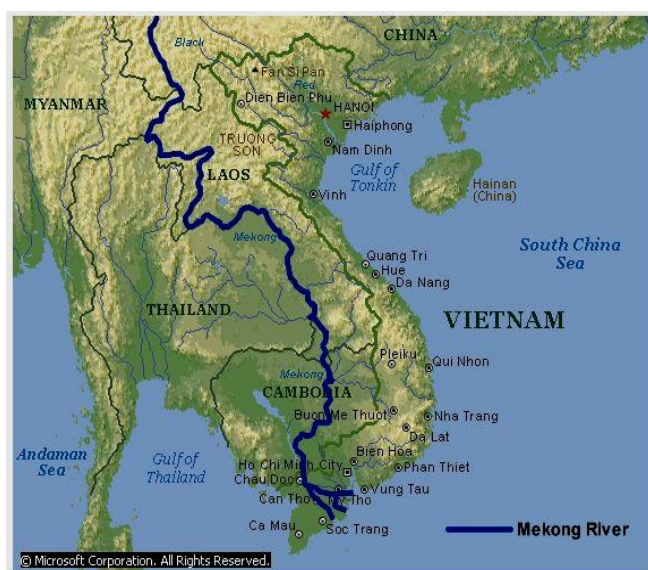 Black
CHINA
Fan Si Pan
Red
MYANMAR
Dien Bien Phu
HANOI
Haiphong
TRUONG
SON
Nam Dinh
LAOS
Gulf of
Tonkin
Hainan
(China)
Vinh
Mekong
South China
Sea
Quang Tri
Hue
Da Nang
THAILAND
VIETNAM
Pleiku
Qui Nhon
Mekong
CAMBODIA
Buon Me Thuot
Nha Trang
Da Lat
Andaman
Sea
Gulf of
Thailand
Bien Hoa
Ho Chi Minh City
Phan Thiet
Chau Doc
Vung Tau
Can Tho
My Tho
Ca Mau
Soc Trang
Mekong River
© Microsoft Corporation. All Rights Reserved.